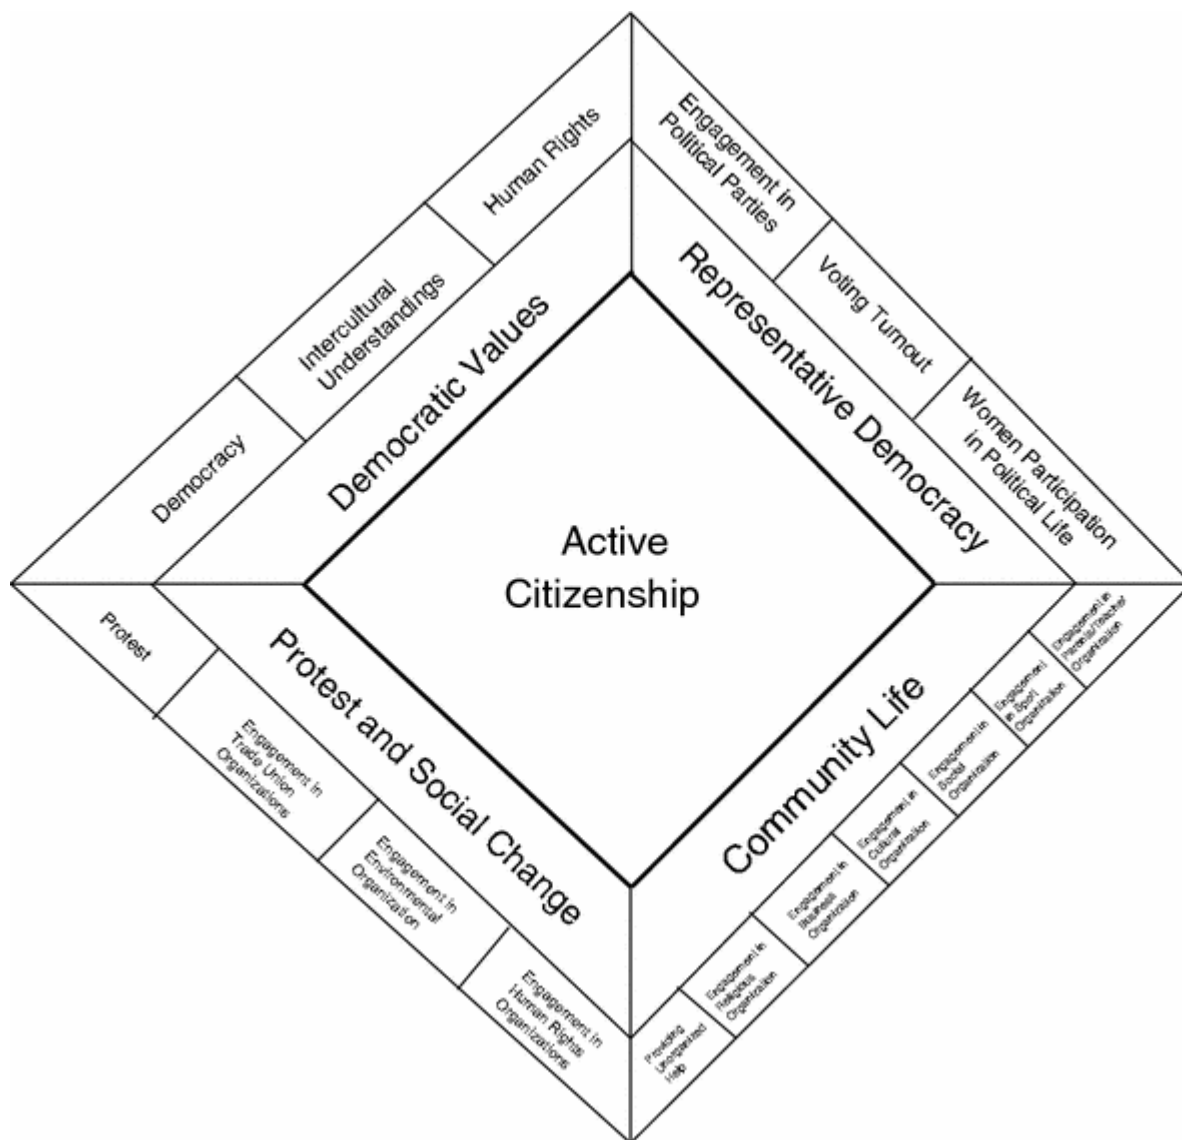 Human Rights
Intercultural
Understandings
Democracy
Democratic Values
Engagement in
Political Parties
Voting Turnout
Women Participation
in Political Life
Representative Democracy
Active
Citizenship
Protest
Engagement in
Trade Union
Organizations
Engagement in
Environmental
Organization
Engagement in
Human Rights
Organizations
Protest and Social Change
Community Life
Engagement in
Parents/Teacher
Organization
Engagement
in Sport
Organization
Engagement in
Social
Organization
Engagement in
Cultural
Organization
Engagement in
Business
Organization
Engagement in
Religious
Organization
Providing
Unorganized
Help